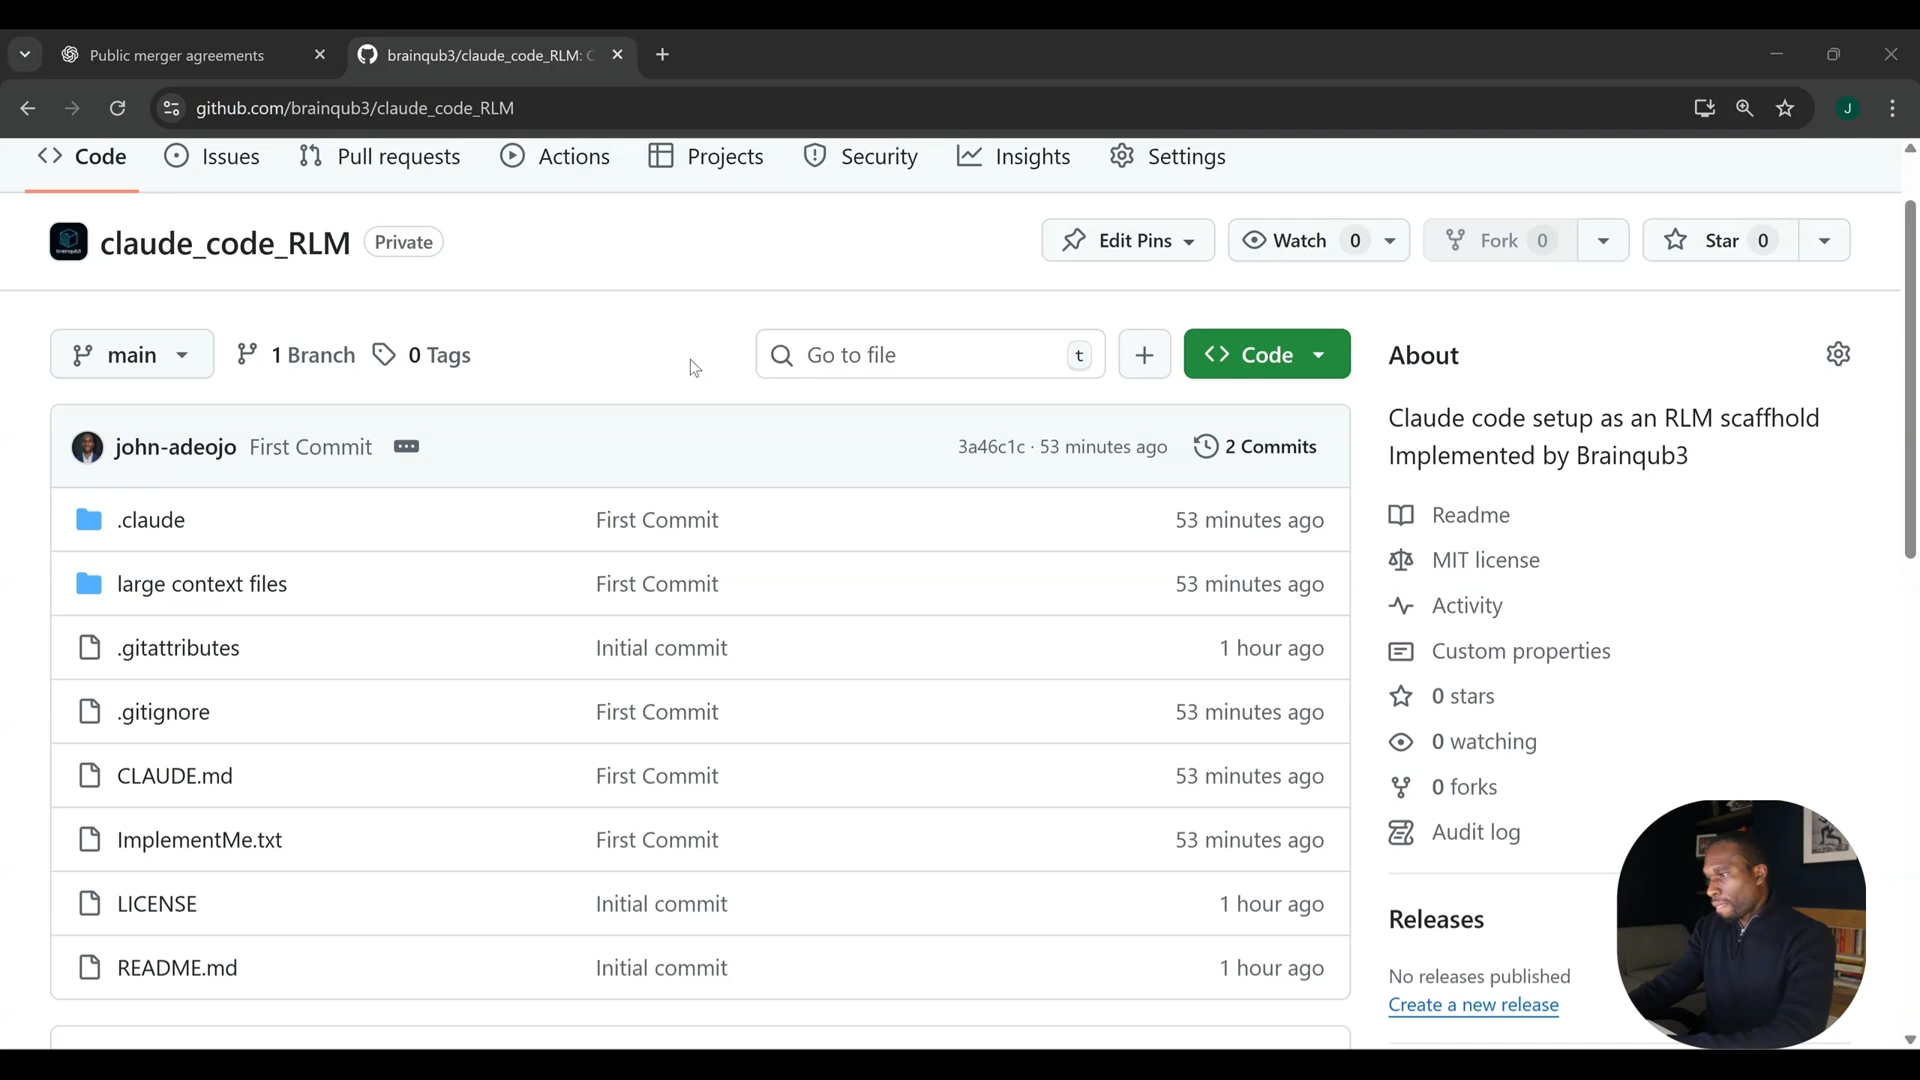 Public merger agreements
brainqub3/claude_code_RLM: C
github.com/brainqub3/claude_code_RLM
J
Code
Issues
Pull requests
Actions
Projects
Security
Insights
Settings
claude_code_RLM
Private
Edit Pins
Watch 0
Fork 0
Star 0
main
1 Branch
0 Tags
Go to file
t
Code
About
Claude code setup as an RLM scaffhold
Implemented by Brainqub3
john-adeojo First Commit
3a46c1c · 53 minutes ago
2 Commits
.claude First Commit 53 minutes ago
large context files First Commit 53 minutes ago
.gitattributes Initial commit 1 hour ago
.gitignore First Commit 53 minutes ago
CLAUDE.md First Commit 53 minutes ago
ImplementMe.txt First Commit 53 minutes ago
LICENSE Initial commit 1 hour ago
README.md Initial commit 1 hour ago
Readme
MIT license
Activity
Custom properties
0 stars
0 watching
0 forks
Audit log
Releases
No releases published
Create a new release